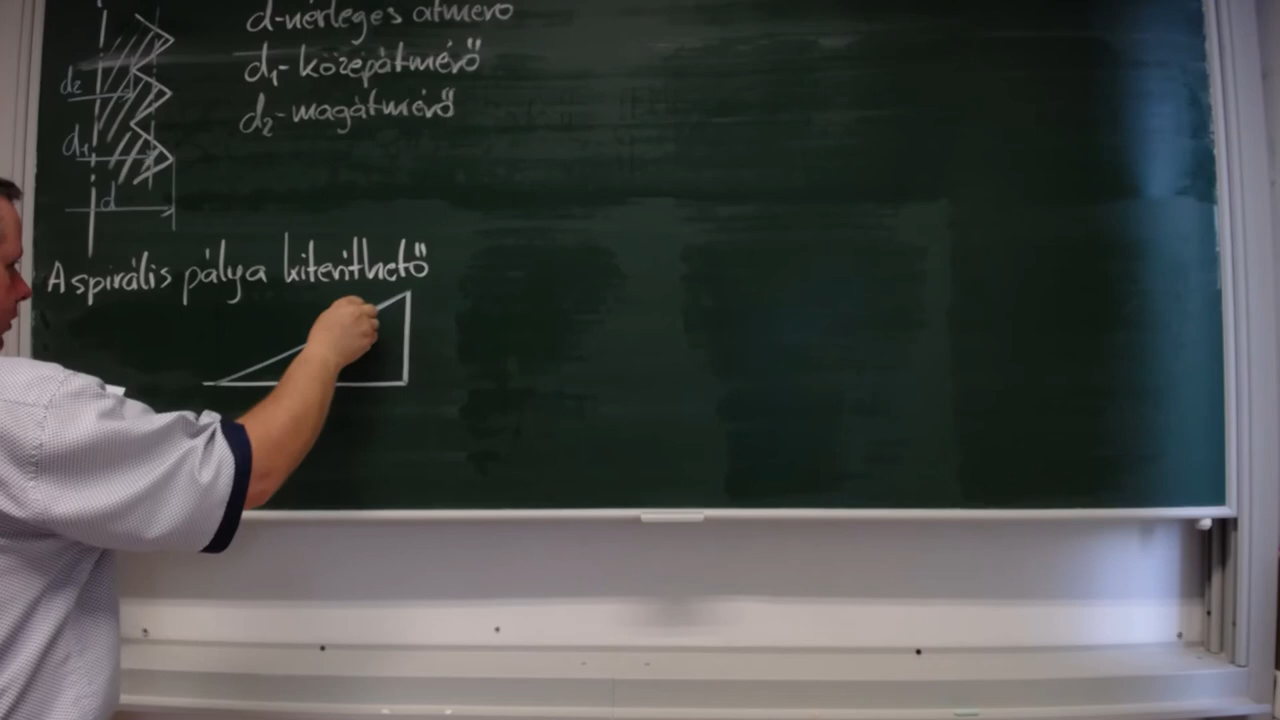 d-névleges átmérő
d₁-középátmérő
d₂-magátmérő
d₂
d₁
d
A spirális pálya kiteríthető